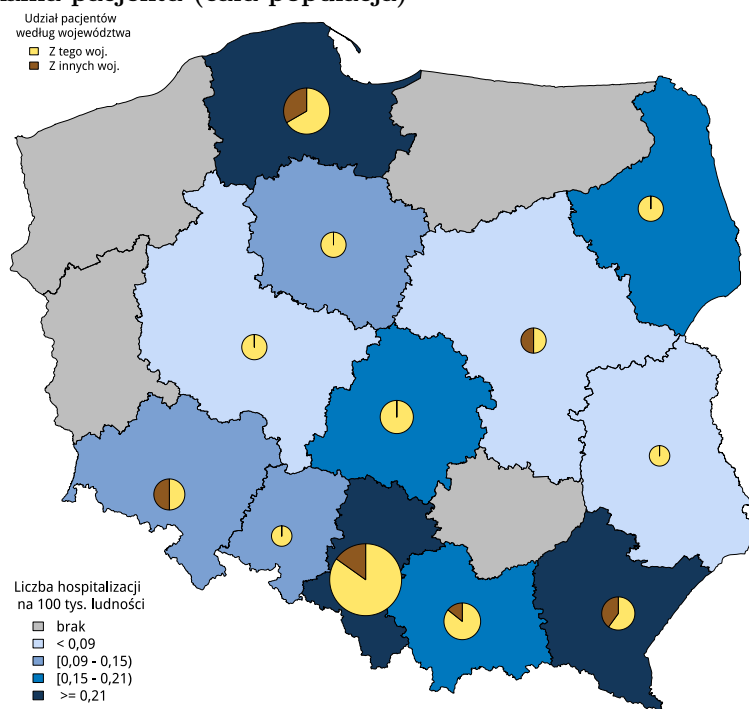 Udział pacjentów
według województwa
Z tego woj.
Z innych woj.
Liczba hospitalizacji
na 100 tys. ludności
brak
< 0,09
[0,09 - 0,15)
[0,15 - 0,21)
>= 0,21